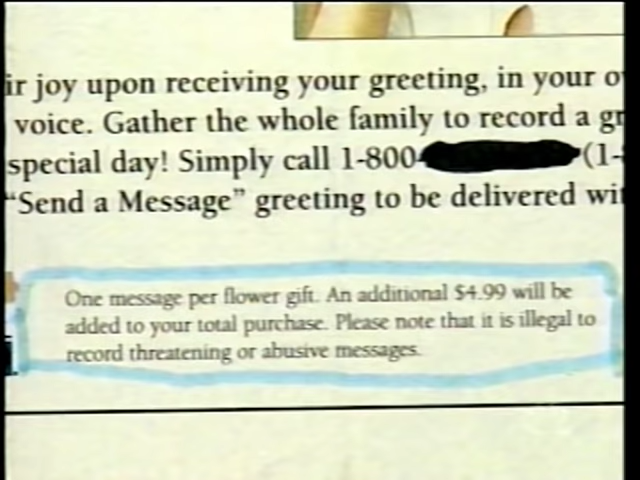 ir joy upon receiving your greeting, in your o
voice. Gather the whole family to record a gr
special day! Simply call 1-800- (1-
“Send a Message” greeting to be delivered wi
One message per flower gift. An additional $4.99 will be
added to your total purchase. Please note that it is illegal to
record threatening or abusive messages.